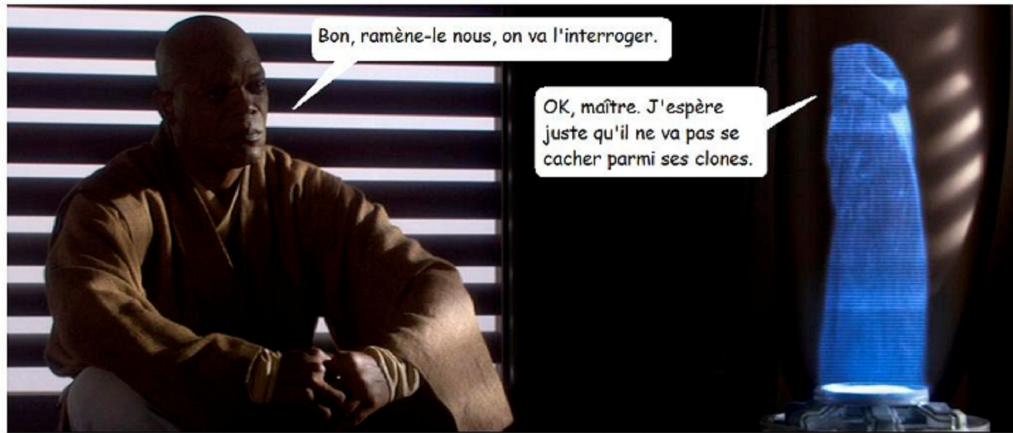 Bon, ramène-le nous, on va l'interroger.
OK, maître. J'espère
juste qu'il ne va pas se
cacher parmi ses clones.